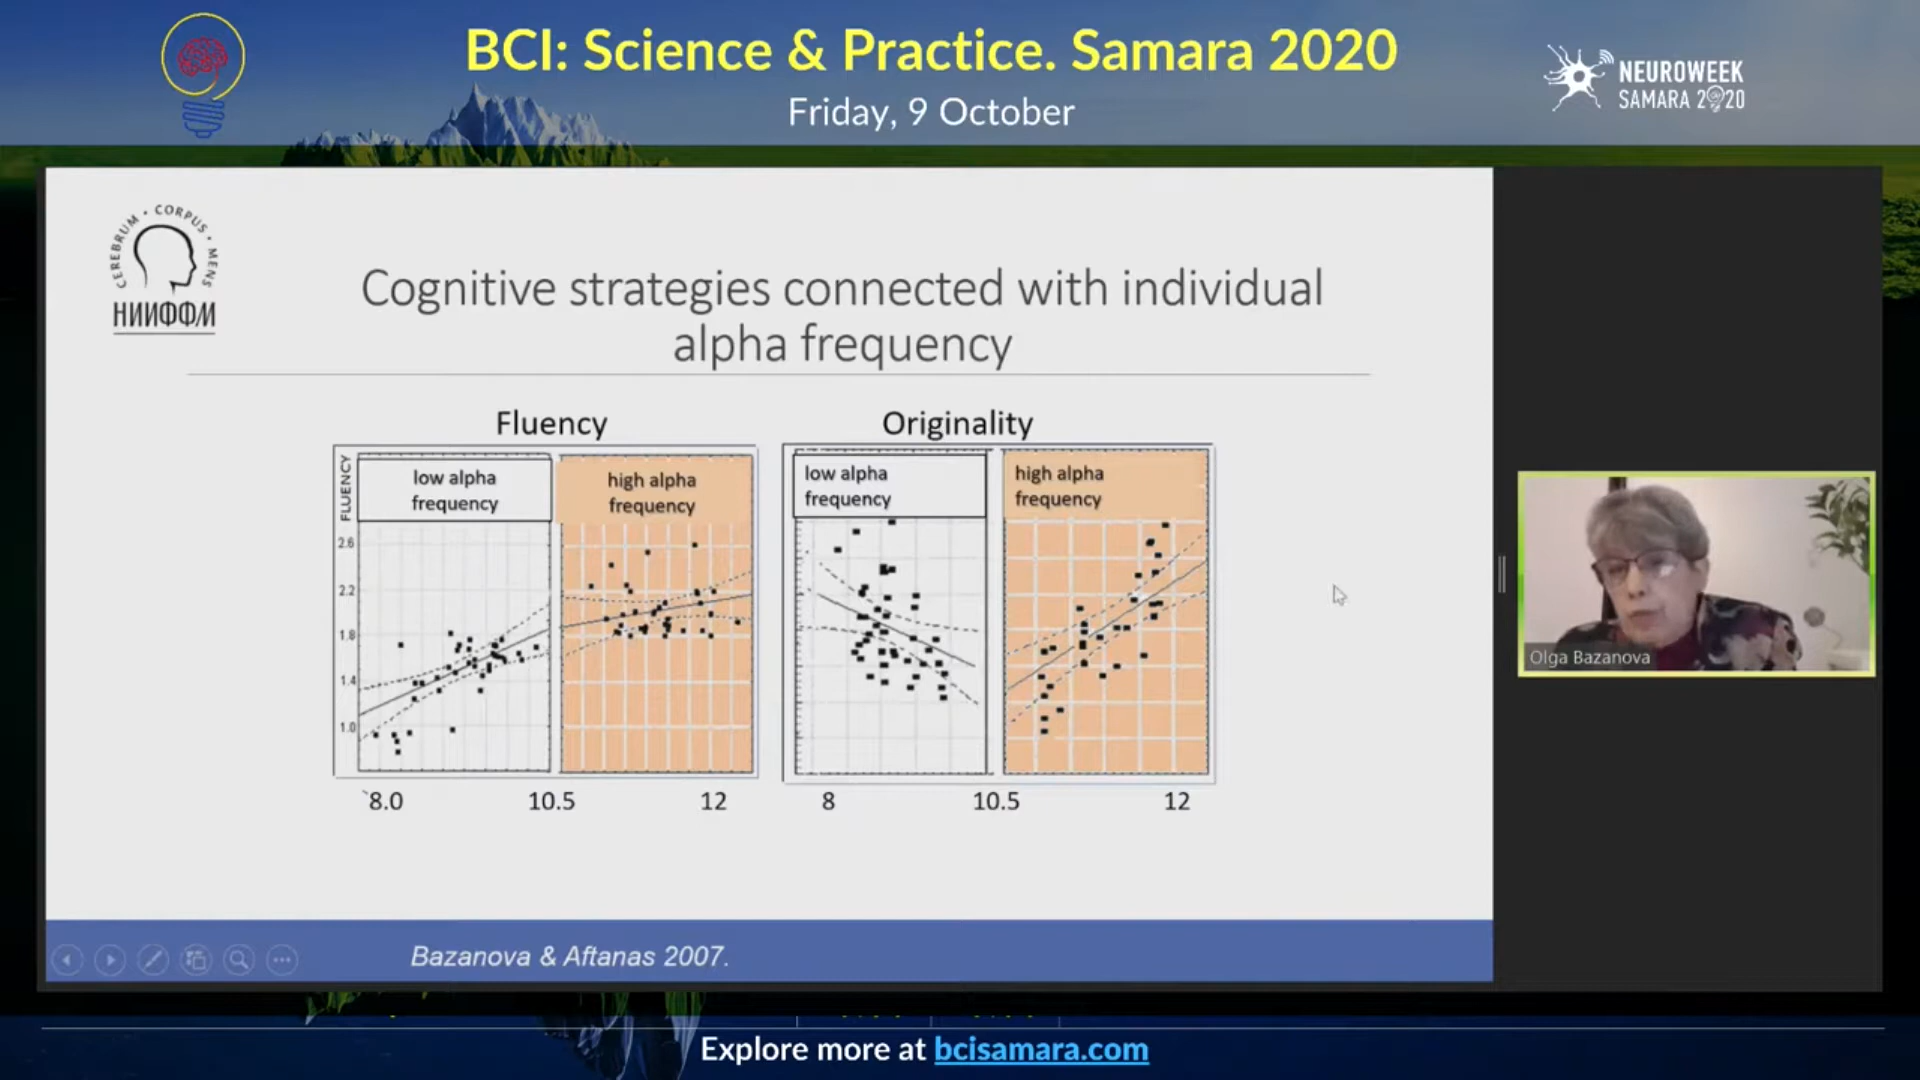 BCI: Science & Practice. Samara 2020
Friday, 9 October
NEUROWEEK
SAMARA 2020
CEREBRUM • CORPUS • MENS
НИИФФМ
Cognitive strategies connected with individual
alpha frequency
Fluency
Originality
FLUENCY
low alpha
frequency
high alpha
frequency
low alpha
frequency
high alpha
frequency
2.6
2.2
1.8
1.4
1.0
8.0 10.5 12
8 10.5 12
Olga Bazanova
Bazanova & Aftanas 2007.
Explore more at bcisamara.com